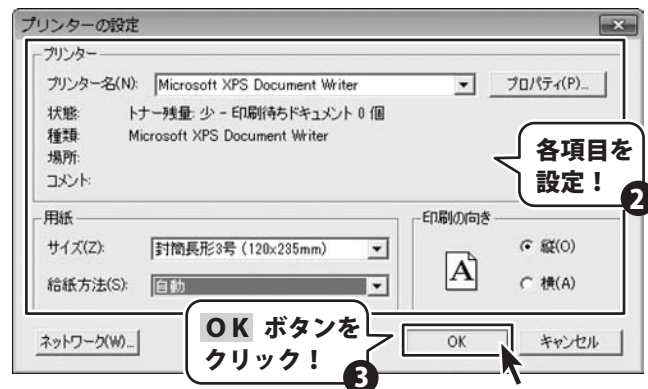 プリンターの設定
プリンター
プリンター名(N): Microsoft XPS Document Writer プロパティ(P)...
状態: トナー残量: 少 - 印刷待ちドキュメント 0 個
種類: Microsoft XPS Document Writer
場所:
コメント:
各項目を
設定！
2
用紙
サイズ(Z): 封筒長形3号 (120x235mm)
給紙方法(S): 自動
印刷の向き
A
縦(O)
横(A)
OK ボタンを
クリック！
3
ネットワーク(W)... OK キャンセル